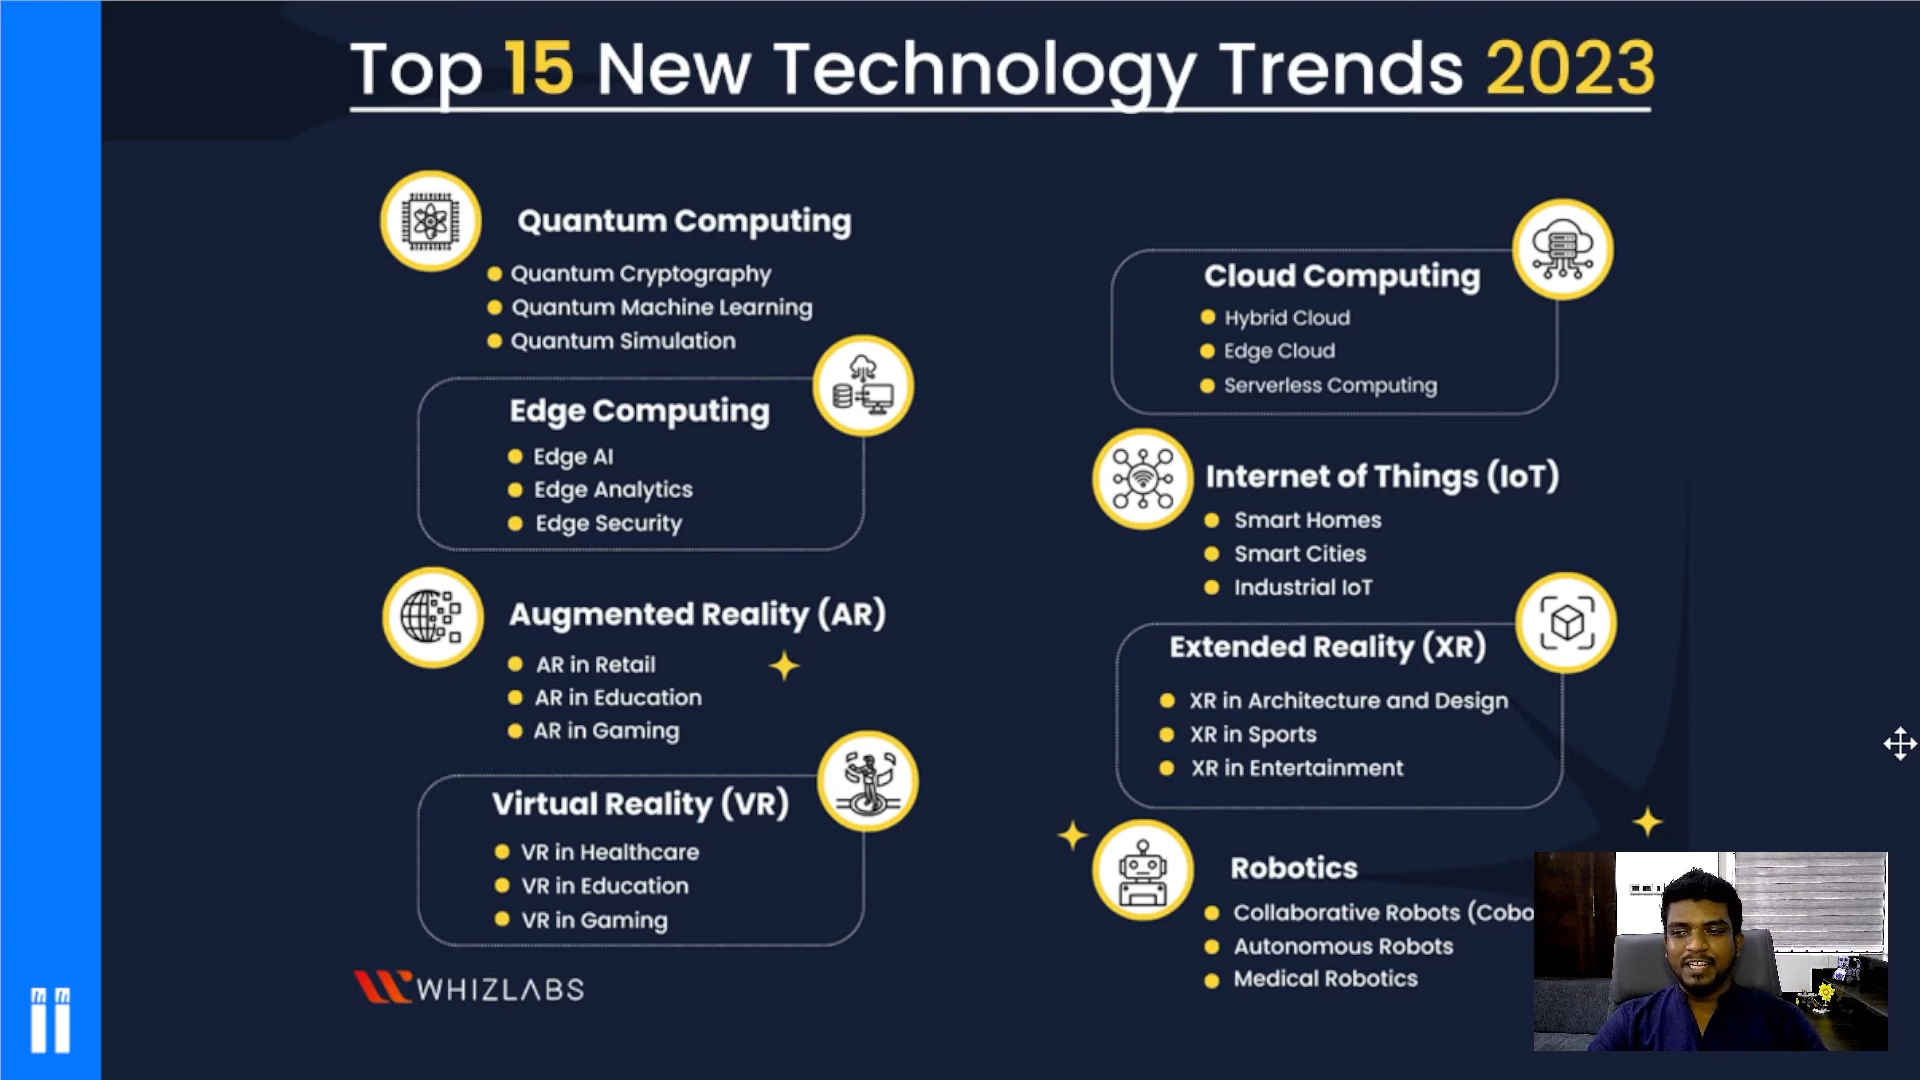 Top 15 New Technology Trends 2023
Quantum Computing
Quantum Cryptography
Quantum Machine Learning
Quantum Simulation
Edge Computing
Edge AI
Edge Analytics
Edge Security
Augmented Reality (AR)
AR in Retail
AR in Education
AR in Gaming
Virtual Reality (VR)
VR in Healthcare
VR in Education
VR in Gaming
WHIZLABS
Cloud Computing
Hybrid Cloud
Edge Cloud
Serverless Computing
Internet of Things (IoT)
Smart Homes
Smart Cities
Industrial IoT
Extended Reality (XR)
XR in Architecture and Design
XR in Sports
XR in Entertainment
Robotics
Collaborative Robots (Cobo
Autonomous Robots
Medical Robotics